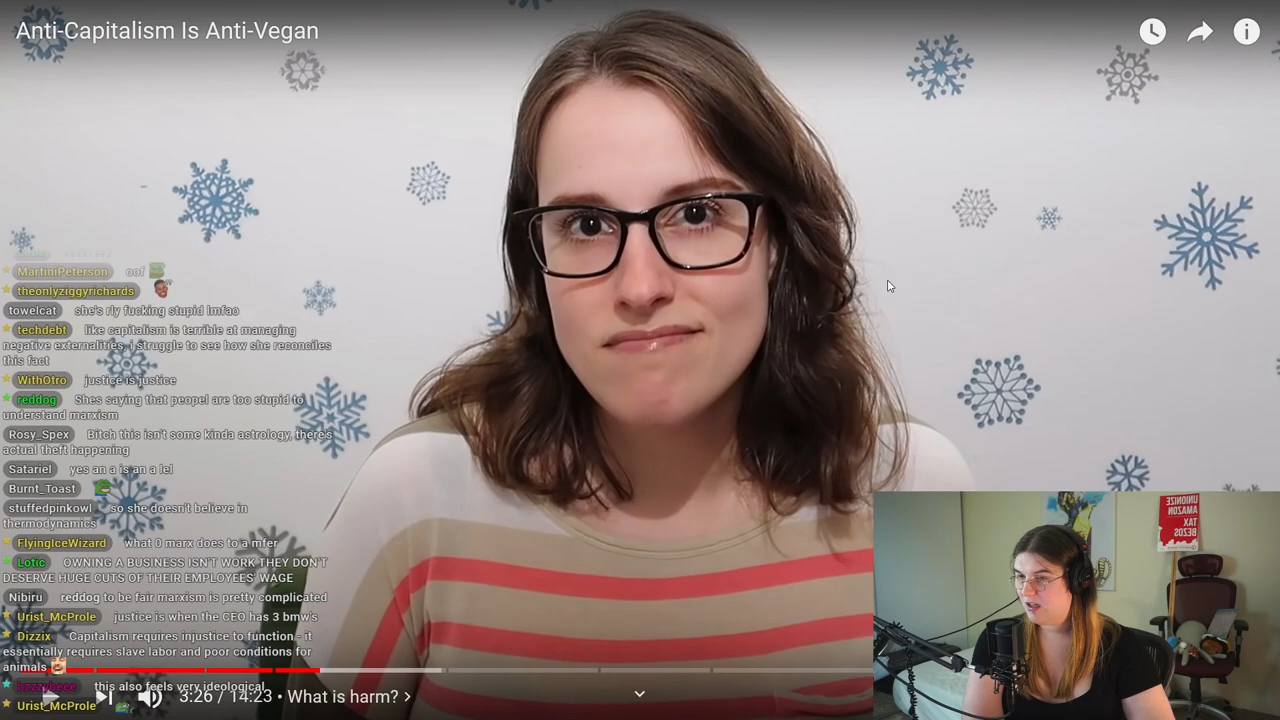 Anti-Capitalism Is Anti-Vegan
MartiniPeterson oof
theonlyziggyrichards
towelcat she's rly fucking stupid lmfao
techdebt like capitalism is terrible at managing
negative externalities, i struggle to see how she reconciles
this fact
WithOtro justice is justice
reddog Shes saying that peopel are too stupid to
understand marxism
Rosy_Spex Bitch this isn't some kinda astrology, there's
actual theft happening
Satariel yes an a is an a lel
Burnt_Toast
stuffedpinkowl so she doesn't believe in
thermodynamics
FlyingIceWizard what 0 marx does to a mfer
Lotic OWNING A BUSINESS ISN'T WORK THEY DON'T
DESERVE HUGE CUTS OF THEIR EMPLOYEES' WAGE
Nibiru reddog to be fair marxism is pretty complicated
Urist_McProle justice is when the CEO has 3 bmw's
Dizzix Capitalism requires injustice to function - it
essentially requires slave labor and poor conditions for
animals
bzzzybeee this also feels very ideological
Urist_McProle
3:26 / 14:23 • What is harm? ›
UNIONIZE
AMAZON
TAX
BEZOS